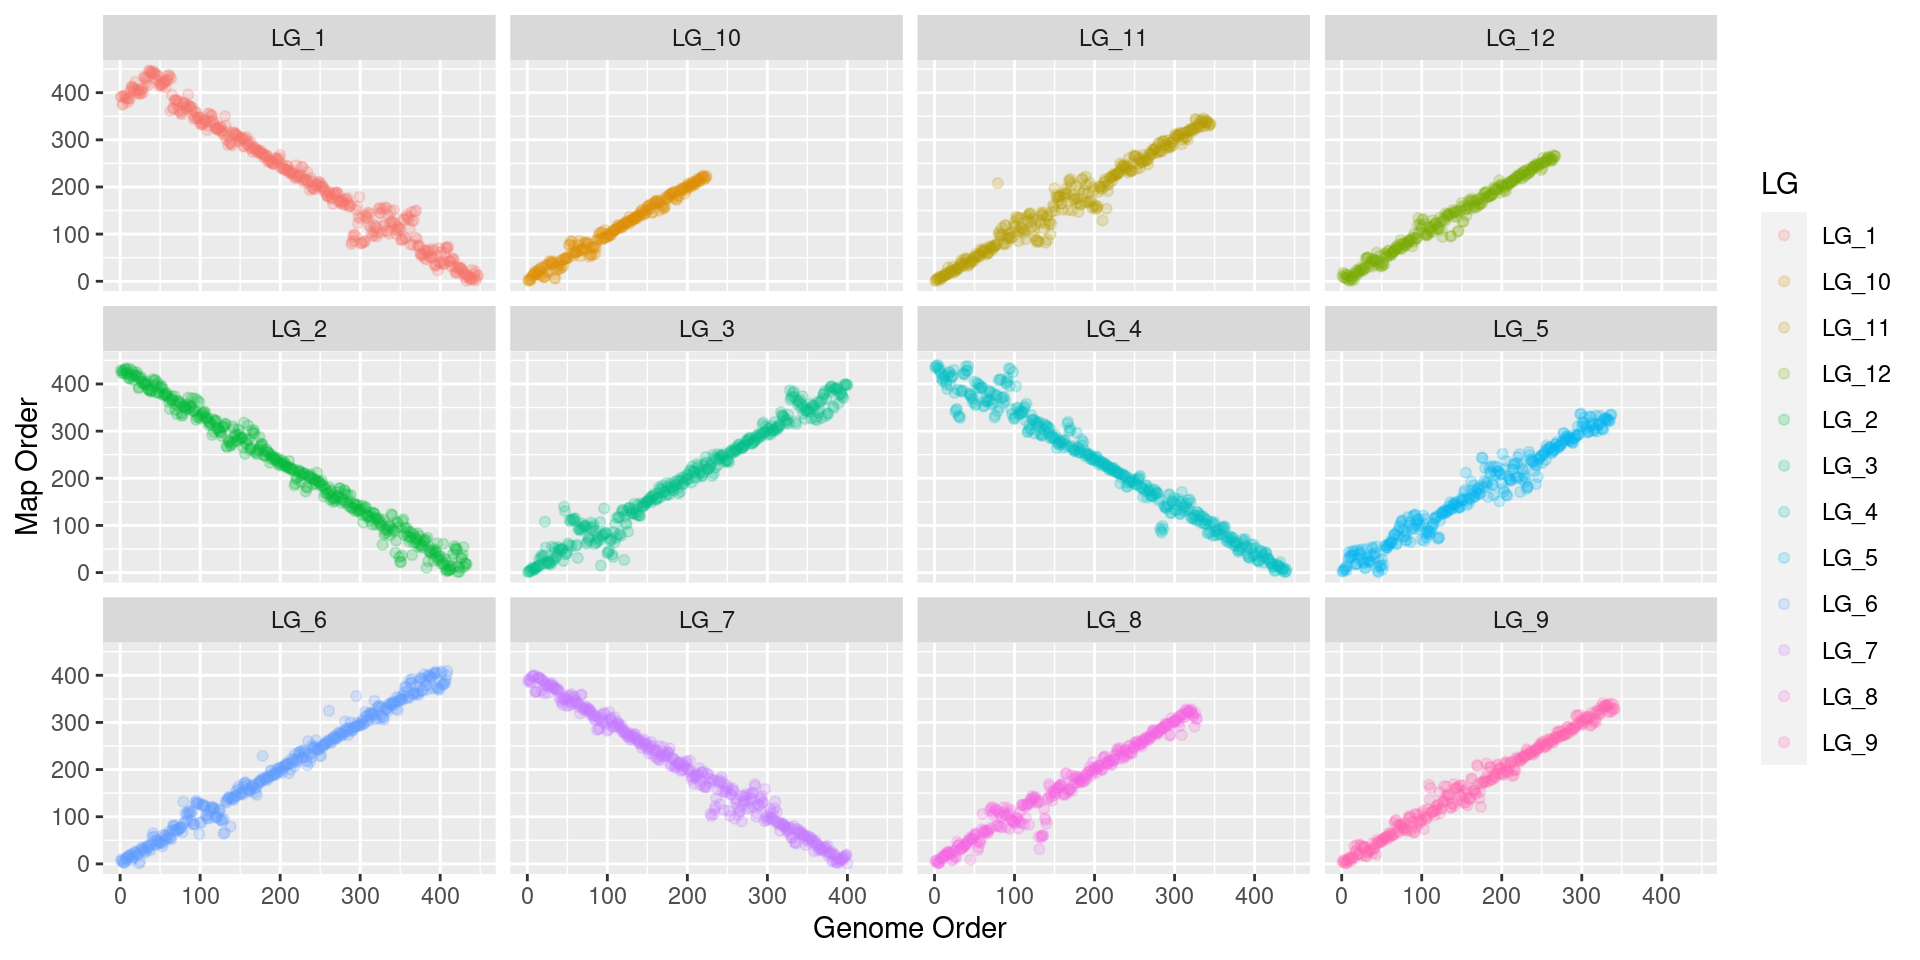 LG_1 LG_10 LG_11 LG_12
400
300
200
100
0
LG_2 LG_3 LG_4 LG_5
400
300
200
100
0
LG_6 LG_7 LG_8 LG_9
400
300
200
100
0
0 100 200 300 400 0 100 200 300 400 0 100 200 300 400 0 100 200 300 400
Genome Order
Map Order
LG
LG_1
LG_10
LG_11
LG_12
LG_2
LG_3
LG_4
LG_5
LG_6
LG_7
LG_8
LG_9